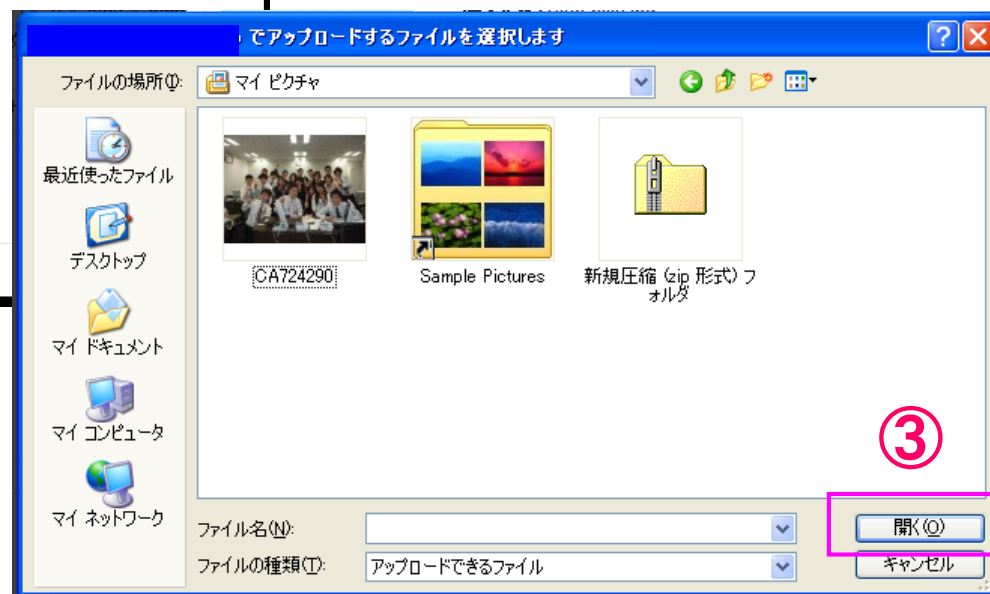 でアップロードするファイルを選択します
ファイルの場所(I):
マイ ピクチャ
最近使ったファイル
デスクトップ
マイ ドキュメント
マイ コンピュータ
マイ ネットワーク
CA724290
Sample Pictures
新規圧縮 (zip 形式) フ
ォルダ
③
ファイル名(N):
開く(O)
ファイルの種類(T):
アップロードできるファイル
キャンセル